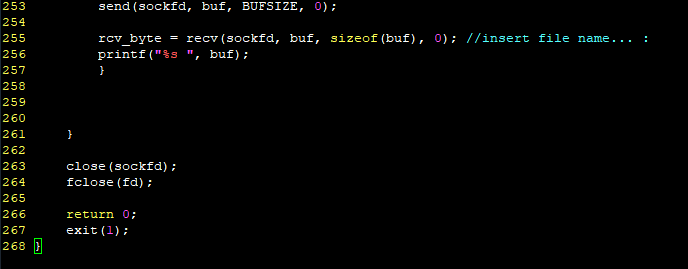 253         send(sockfd, buf, BUFSIZE, 0);
254
255         rcv_byte = recv(sockfd, buf, sizeof(buf), 0); //insert file name... :
256         printf("%s ", buf);
257         }
258
259
260
261     }
262
263     close(sockfd);
264     fclose(fd);
265
266     return 0;
267     exit(1);
268 }